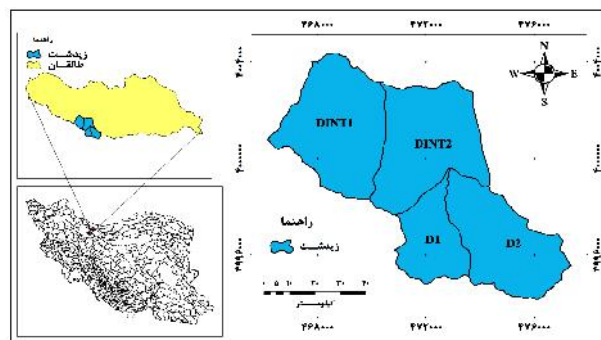 راهنما
زیدشت
طالقان
۴۶۸۰۰۰ ۴۷۲۰۰۰ ۴۷۶۰۰۰
N
W E
S
DINT1
DINT2
D1
D2
راهنما
زیدشت
کیلومتر
۴۶۸۰۰۰ ۴۷۲۰۰۰ ۴۷۶۰۰۰